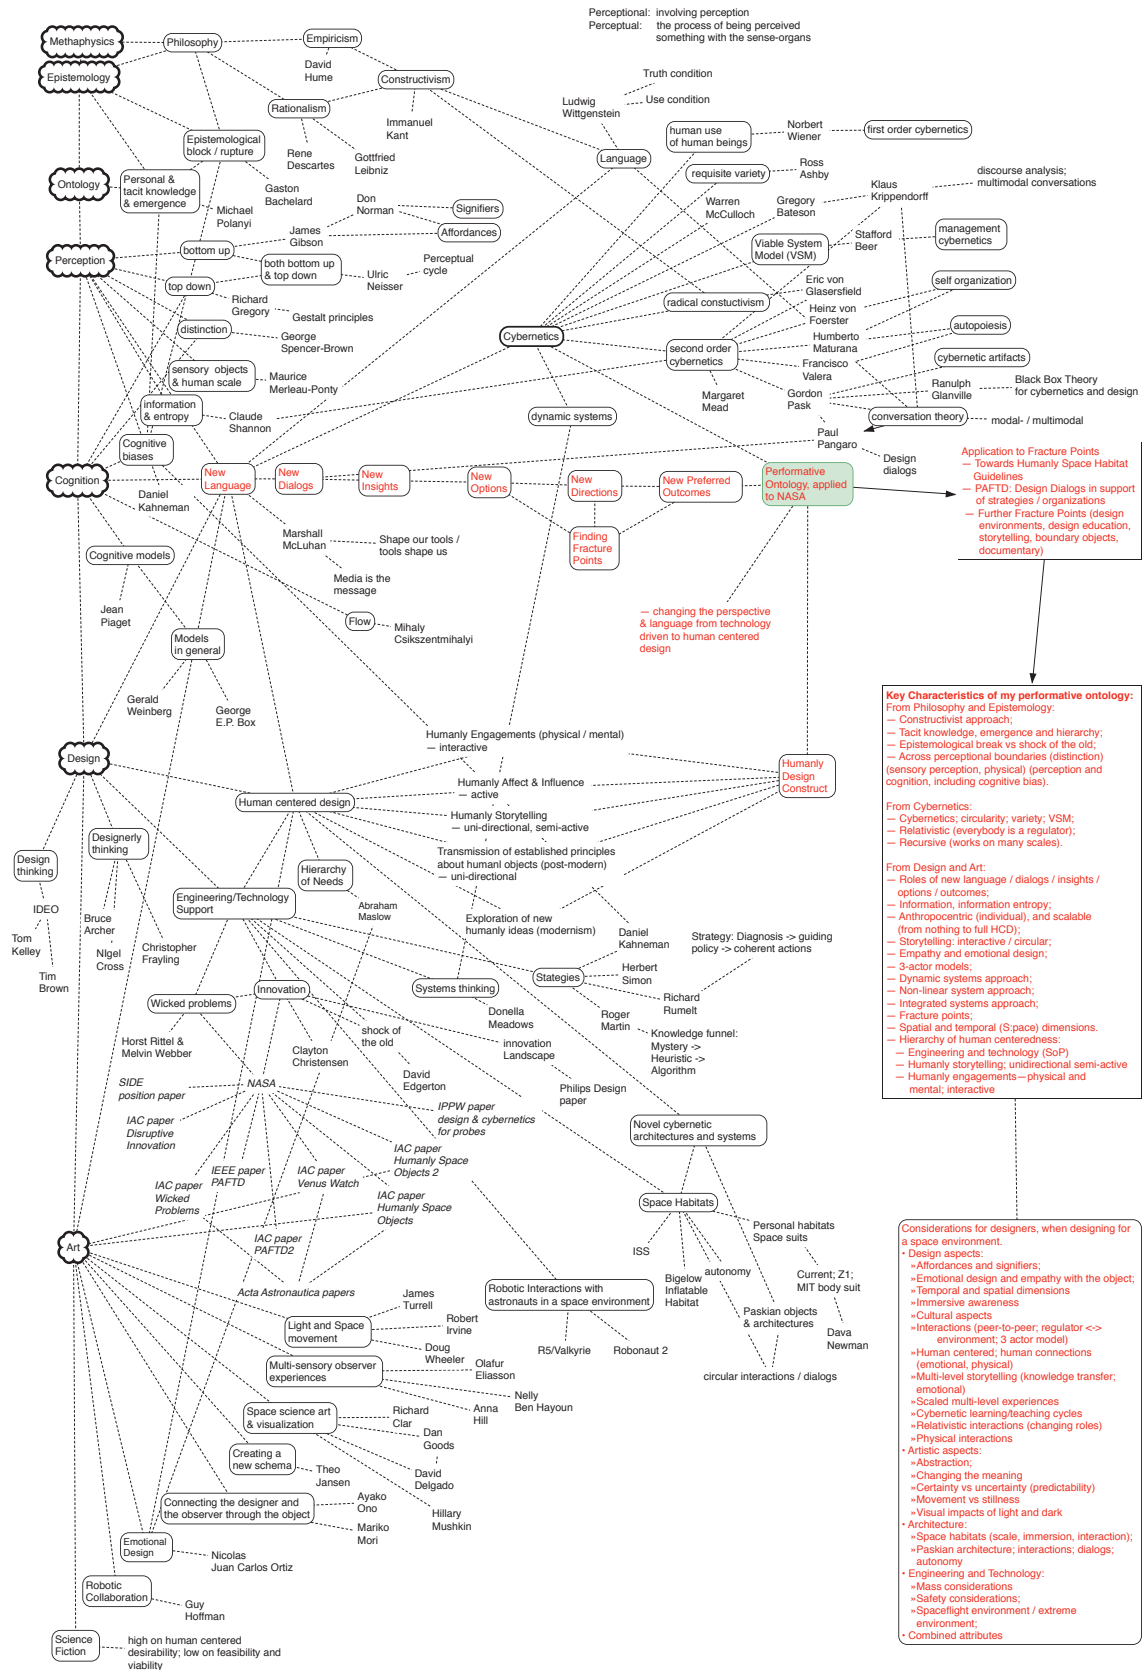 Perceptional: involving perception
Perceptual: the process of being perceived
something with the sense-organs
Methaphysics
Philosophy
Empiricism
David
Hume
Epistemology
Constructivism
Rationalism
Immanuel
Kant
Truth condition
Ludwig
Wittgenstein
Use condition
Epistemological
block / rupture
Rene
Descartes
Gottfried
Leibniz
Language
human use
of human beings
Norbert
Wiener
first order cybernetics
requisite variety
Ross
Ashby
Ontology
Personal &
tacit knowledge
& emergence
Gaston
Bachelard
Michael
Polanyi
Don
Norman
Signifiers
Affordances
James
Gibson
Warren
McCulloch
Gregory
Bateson
Klaus
Krippendorff
discourse analysis;
multimodal conversations
Viable System
Model (VSM)
Stafford
Beer
management
cybernetics
Perception
bottom up
both bottom up
& top down
Ulric
Neisser
Perceptual
cycle
top down
Richard
Gregory
Gestalt principles
Eric von
Glasersfield
self organization
radical constuctivism
Heinz von
Foerster
distinction
George
Spencer-Brown
Cybernetics
second order
cybernetics
Humberto
Maturana
autopoiesis
Francisco
Valera
cybernetic artifacts
sensory objects
& human scale
Maurice
Merleau-Ponty
Margaret
Mead
Gordon
Pask
Ranulph
Glanville
Black Box Theory
for cybernetics and design
information
& entropy
Claude
Shannon
dynamic systems
conversation theory
modal- / multimodal
Cognitive
biases
Paul
Pangaro
Design
dialogs
Cognition
New
Language
New
Dialogs
New
Insights
New
Options
New
Directions
New Preferred
Outcomes
Performative
Ontology, applied
to NASA
Application to Fracture Points
— Towards Humanly Space Habitat
Guidelines
— PAFTD: Design Dialogs in support
of strategies / organizations
— Further Fracture Points (design
environments, design education,
storytelling, boundary objects,
documentary)
Daniel
Kahneman
Marshall
McLuhan
Shape our tools /
tools shape us
Media is the
message
Finding
Fracture
Points
Cognitive models
Jean
Piaget
Flow
Mihaly
Csikszentmihalyi
— changing the perspective
& language from technology
driven to human centered
design
Models
in general
Gerald
Weinberg
George
E.P. Box
Key Characteristics of my performative ontology:
From Philosophy and Epistemology:
— Constructivist approach;
— Tacit knowledge, emergence and hierarchy;
— Epistemological break vs shock of the old;
— Across perceptional boundaries (distinction)
(sensory perception, physical) (perception and
cognition, including cognitive bias).
From Cybernetics:
— Cybernetics; circularity; variety; VSM;
— Relativistic (everybody is a regulator);
— Recursive (works on many scales).
From Design and Art:
— Roles of new language / dialogs / insights /
options / outcomes;
— Information, information entropy;
— Anthropocentric (individual), and scalable
(from nothing to full HCD);
— Storytelling: interactive / circular;
— Empathy and emotional design;
— 3-actor models;
— Dynamic systems approach;
— Non-linear system approach;
— Integrated systems approach;
— Fracture points;
— Spatial and temporal (S:pace) dimensions.
— Hierarchy of human centeredness:
— Engineering and technology (SoP)
— Humanly storytelling; unidirectional semi-active
— Humanly engagements—physical and
mental; interactive
Design
Humanly Engagements (physical / mental)
— interactive
Humanly
Design
Construct
Humanly Affect & Influence
— active
Human centered design
Humanly Storytelling
— uni-directional, semi-active
Transmission of established principles
about humanl objects (post-modern)
— uni-directional
Exploration of new
humanly ideas (modernism)
Design
thinking
Designerly
thinking
IDEO
Tom
Kelley
Tim
Brown
Bruce
Archer
NIgel
Cross
Christopher
Frayling
Hierarchy
of Needs
Abraham
Maslow
Engineering/Technology
Support
Daniel
Kahneman
Strategy: Diagnosis -> guiding
policy -> coherent actions
Stategies
Herbert
Simon
Richard
Rumelt
Roger
Martin
Knowledge funnel:
Mystery ->
Heuristic ->
Algorithm
Wicked problems
Innovation
Systems thinking
Donella
Meadows
Horst Rittel &
Melvin Webber
Clayton
Christensen
shock of
the old
David
Edgerton
innovation
Landscape
Philips Design
paper
SIDE
position paper
NASA
IAC paper
Disruptive
Innovation
IPPW paper
design & cybernetics
for probes
IAC paper
Humanly Space
Objects 2
IAC paper
Wicked
Problems
IEEE paper
PAFTD
IAC paper
Venus Watch
IAC paper
Humanly Space
Objects
IAC paper
PAFTD2
Acta Astronautica papers
Novel cybernetic
architectures and systems
Space Habitats
ISS
Bigelow
Inflatable
Habitat
autonomy
Personal habitats
Space suits
Current; Z1;
MIT body suit
Dava
Newman
Paskian objects
& architectures
circular interactions / dialogs
Robotic Interactions with
astronauts in a space environment
R5/Valkyrie
Robonaut 2
Art
Light and Space
movement
James
Turrell
Robert
Irvine
Doug
Wheeler
Multi-sensory observer
experiences
Olafur
Eliasson
Nelly
Ben Hayoun
Anna
Hill
Space science art
& visualization
Richard
Clar
Dan
Goods
David
Delgado
Hillary
Mushkin
Creating a
new schema
Theo
Jansen
Connecting the designer and
the observer through the object
Ayako
Ono
Mariko
Mori
Emotional
Design
Nicolas
Juan Carlos Ortiz
Robotic
Collaboration
Guy
Hoffman
Science
Fiction
high on human centered
desirability; low on feasibility and
viability
Considerations for designers, when designing for
a space environment.
• Design aspects:
»Affordances and signifiers;
»Emotional design and empathy with the object;
»Temporal and spatial dimensions
»Immersive awareness
»Cultural aspects
»Interactions (peer-to-peer; regulator <->
environment; 3 actor model)
»Human centered; human connections
(emotional, physical)
»Multi-level storytelling (knowledge transfer;
emotional)
»Scaled multi-level experiences
»Cybernetic learning/teaching cycles
»Relativistic interactions (changing roles)
»Physical interactions
• Artistic aspects:
»Abstraction;
»Changing the meaning
»Certainty vs uncertainty (predictability)
»Movement vs stillness
»Visual impacts of light and dark
• Architecture:
»Space habitats (scale, immersion, interaction);
»Paskian architecture; interactions; dialogs;
autonomy
• Engineering and Technology:
»Mass considerations
»Safety considerations;
»Spaceflight environment / extreme
environment;
• Combined attributes